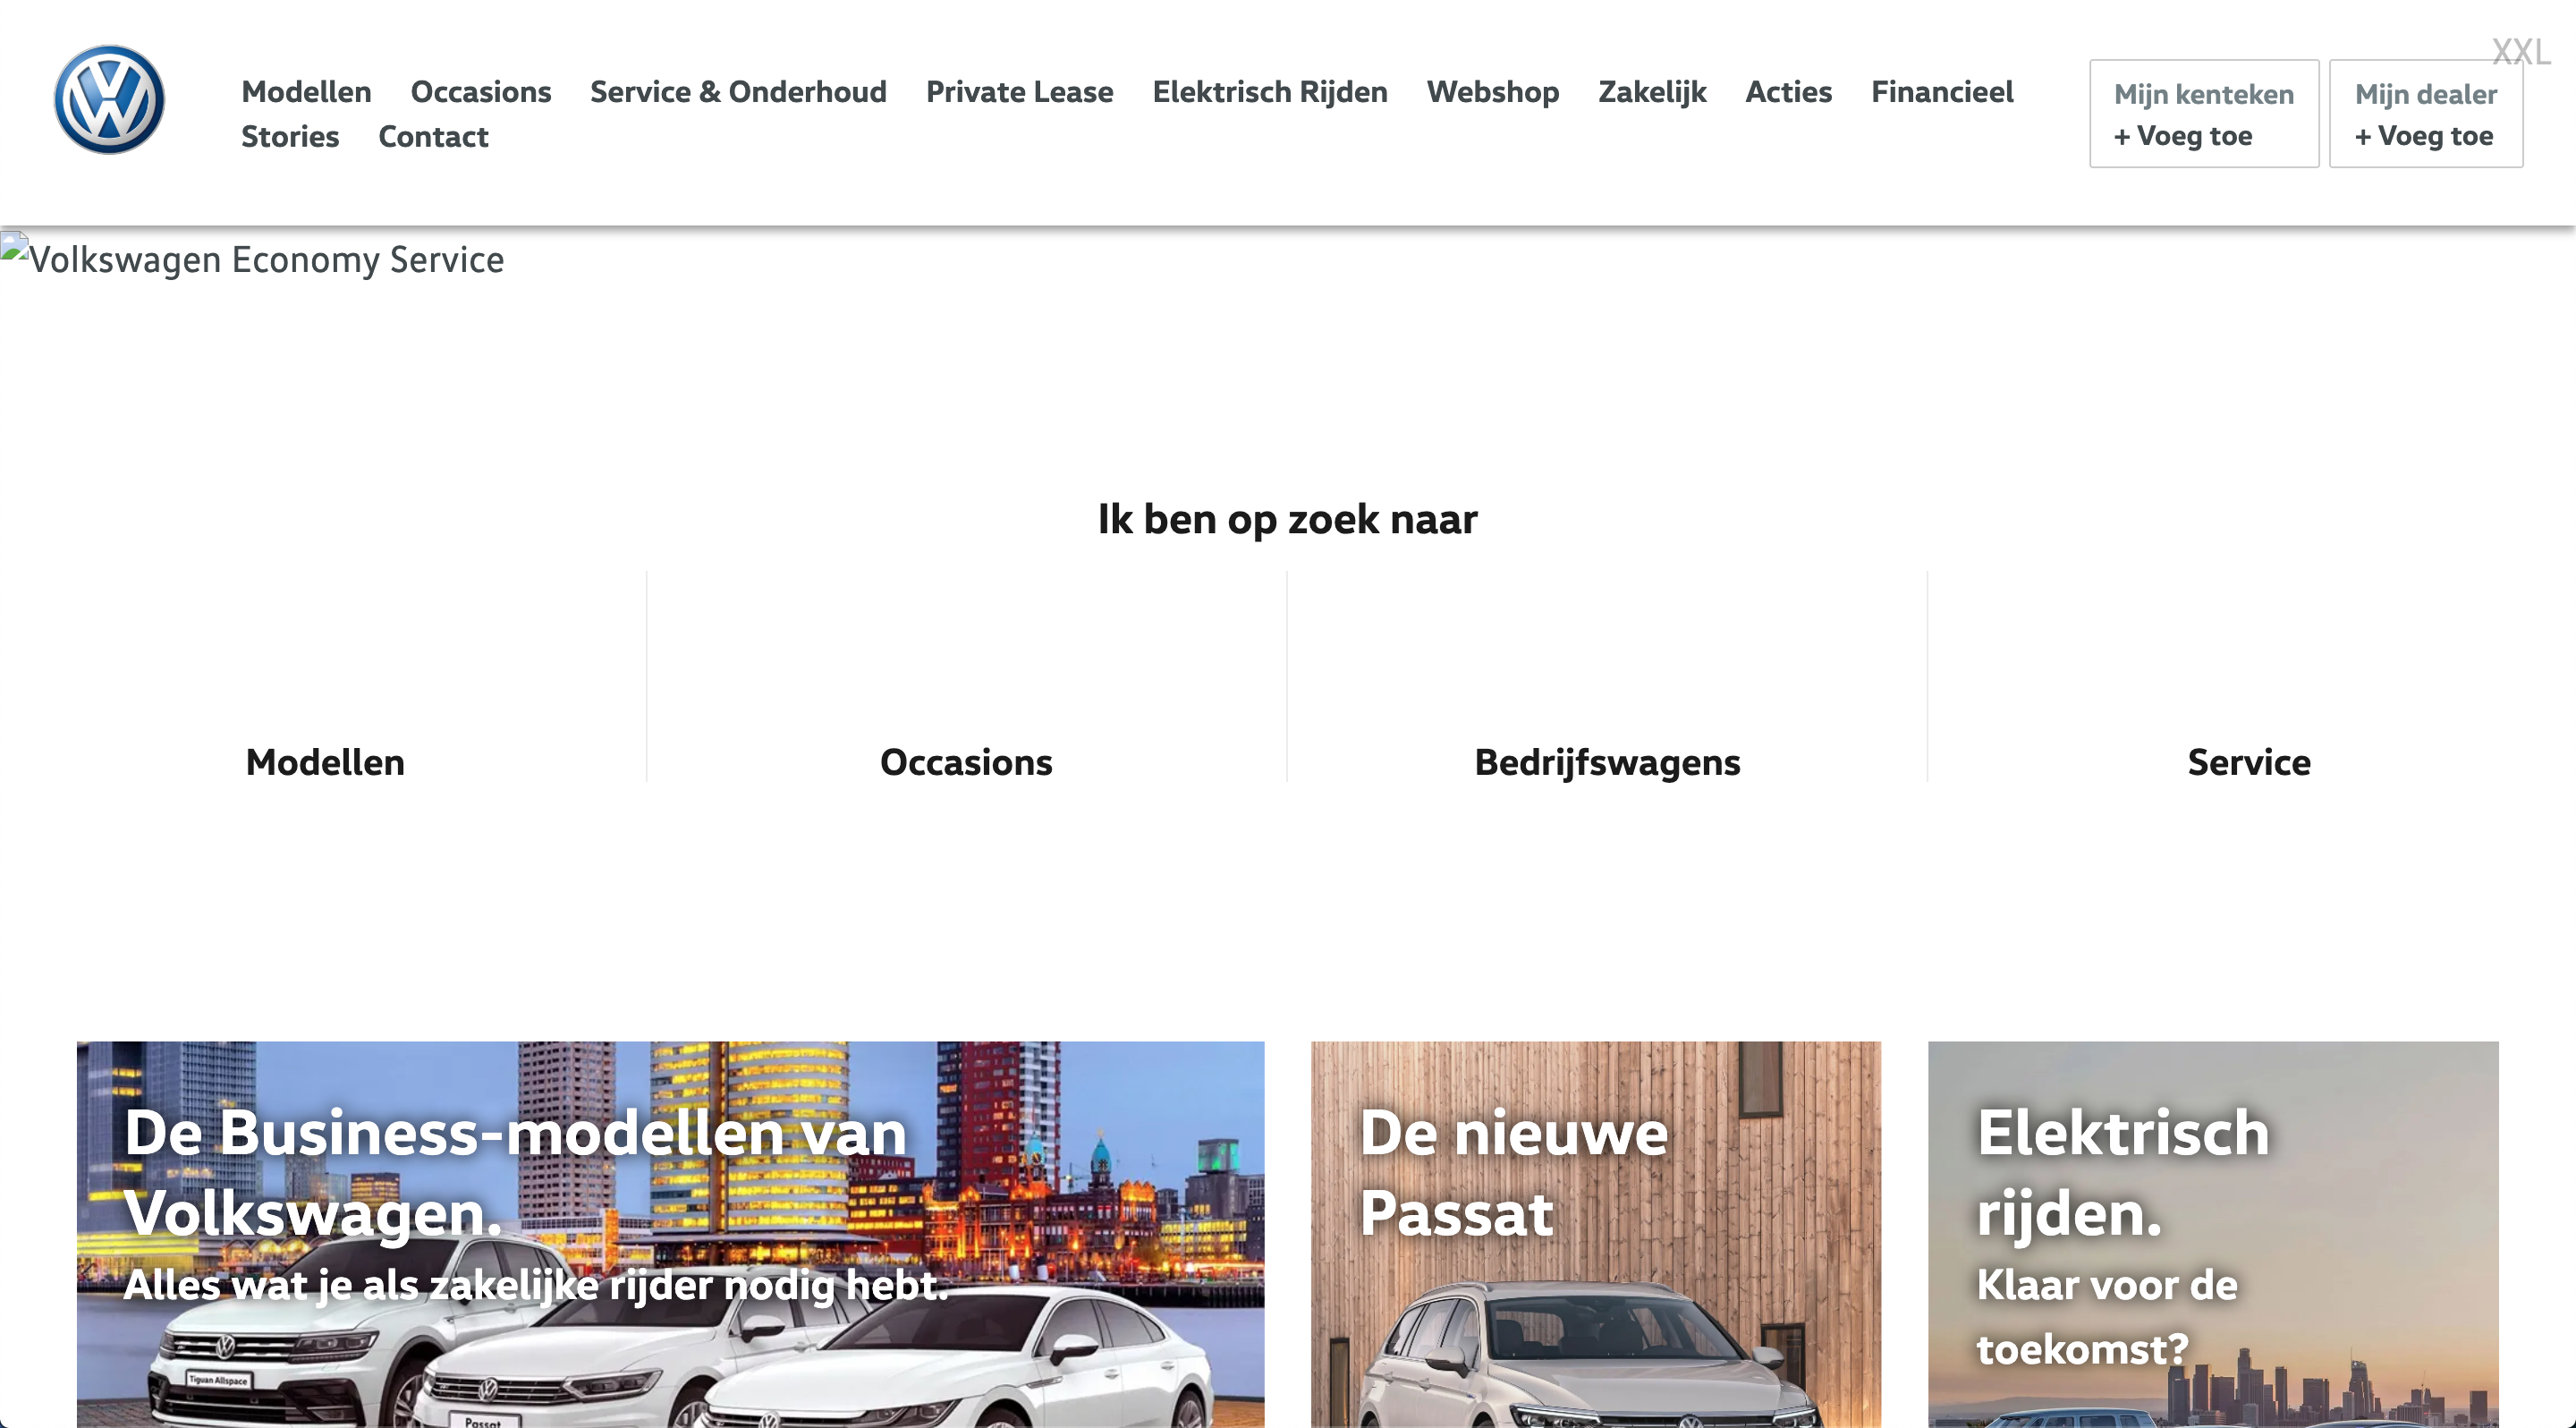 XXL
Modellen Occasions Service & Onderhoud Private Lease Elektrisch Rijden Webshop Zakelijk Acties Financieel
Stories Contact
Mijn kenteken
+ Voeg toe
Mijn dealer
+ Voeg toe
Volkswagen Economy Service
Ik ben op zoek naar
Modellen
Occasions
Bedrijfswagens
Service
De Business-modellen van
Volkswagen.
Alles wat je als zakelijke rijder nodig hebt.
Tiguan Allspace
Passat
De nieuwe
Passat
Elektrisch
rijden.
Klaar voor de
toekomst?